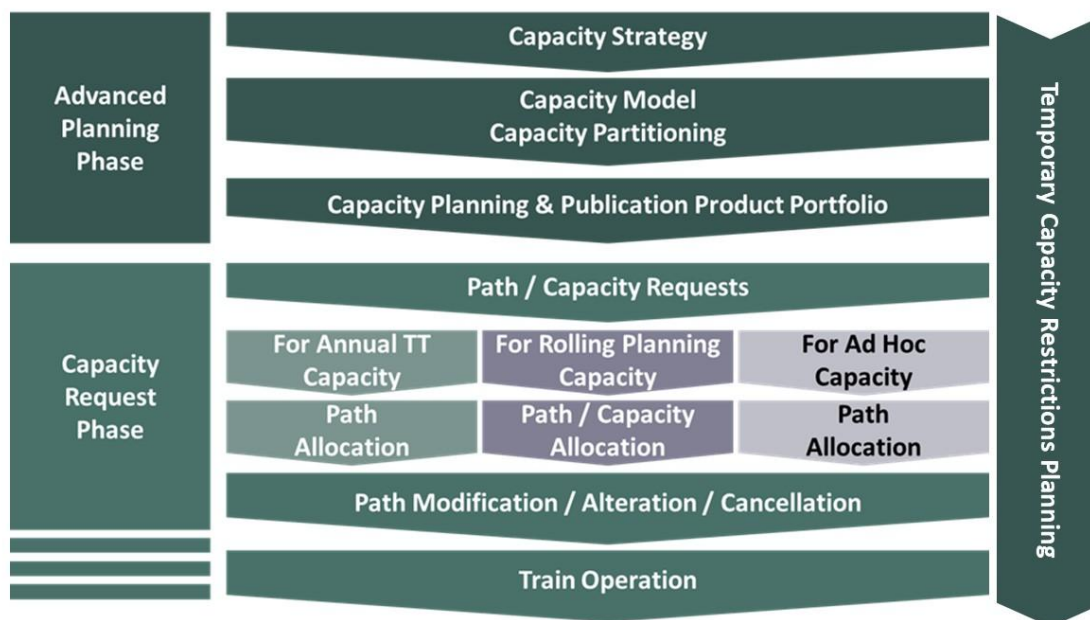 Advanced
Planning
Phase
Capacity Strategy
Capacity Model
Capacity Partitioning
Capacity Planning & Publication Product Portfolio
Capacity
Request
Phase
Path / Capacity Requests
For Annual TT
Capacity
For Rolling Planning
Capacity
For Ad Hoc
Capacity
Path
Allocation
Path / Capacity
Allocation
Path
Allocation
Path Modification / Alteration / Cancellation
Train Operation
Temporary Capacity Restrictions Planning